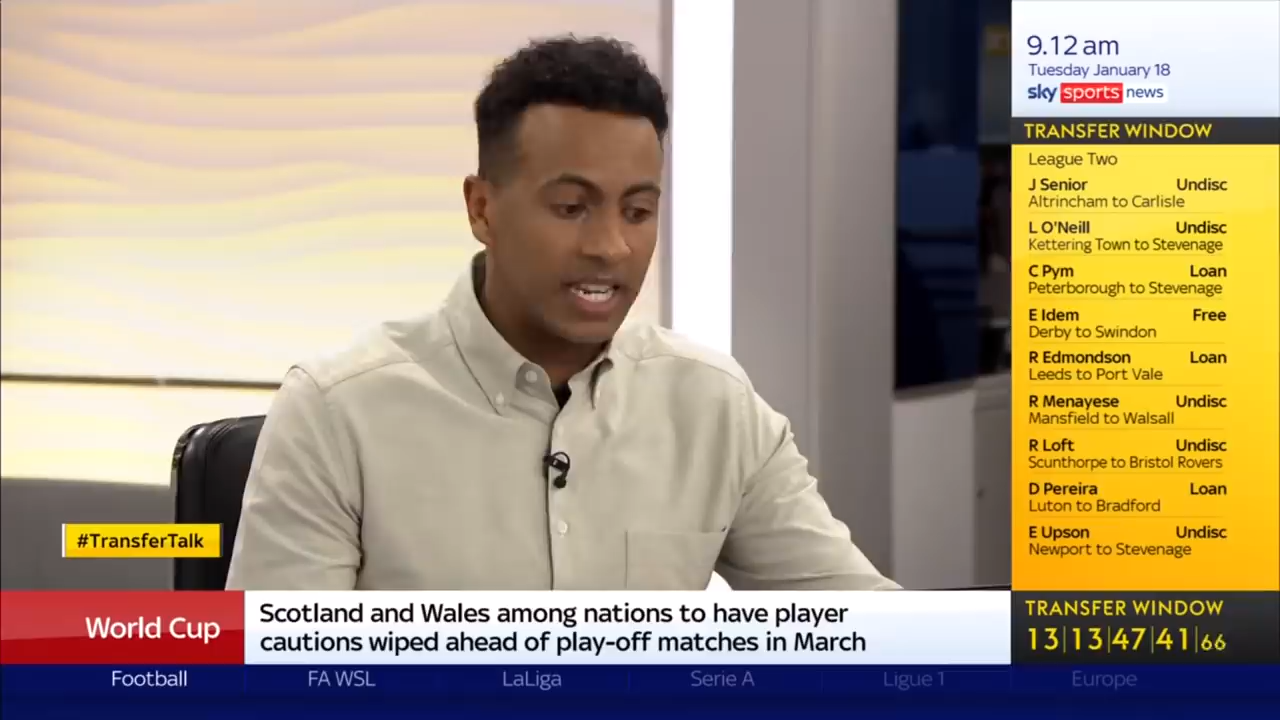 9.12 am
Tuesday January 18
sky sports news
TRANSFER WINDOW
League Two
J Senior Undisc
Altrincham to Carlisle
L O'Neill Undisc
Kettering Town to Stevenage
C Pym Loan
Peterborough to Stevenage
E Idem Free
Derby to Swindon
R Edmondson Loan
Leeds to Port Vale
R Menayese Undisc
Mansfield to Walsall
R Loft Undisc
Scunthorpe to Bristol Rovers
D Pereira Loan
Luton to Bradford
E Upson Undisc
Newport to Stevenage
#TransferTalk
World Cup
Scotland and Wales among nations to have player
cautions wiped ahead of play-off matches in March
TRANSFER WINDOW
13|13|47|41|66
Football FA WSL LaLiga Serie A Ligue 1 Europe